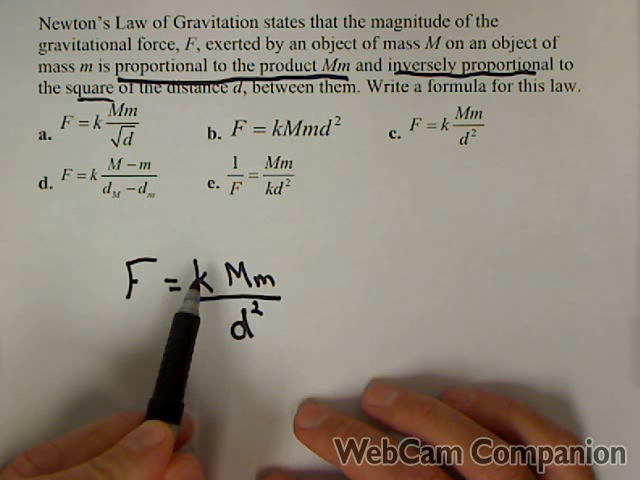 Newton's Law of Gravitation states that the magnitude of the
gravitational force, F, exerted by an object of mass M on an object of
mass m is proportional to the product Mm and inversely proportional to
the square of the distance d, between them. Write a formula for this law.
a. F = k Mm/√d b. F = kMmd² c. F = k Mm/d²
d. F = k (M − m)/(d_M − d_m) e. 1/F = Mm/kd²
F = k Mm/d²
WebCam Companion